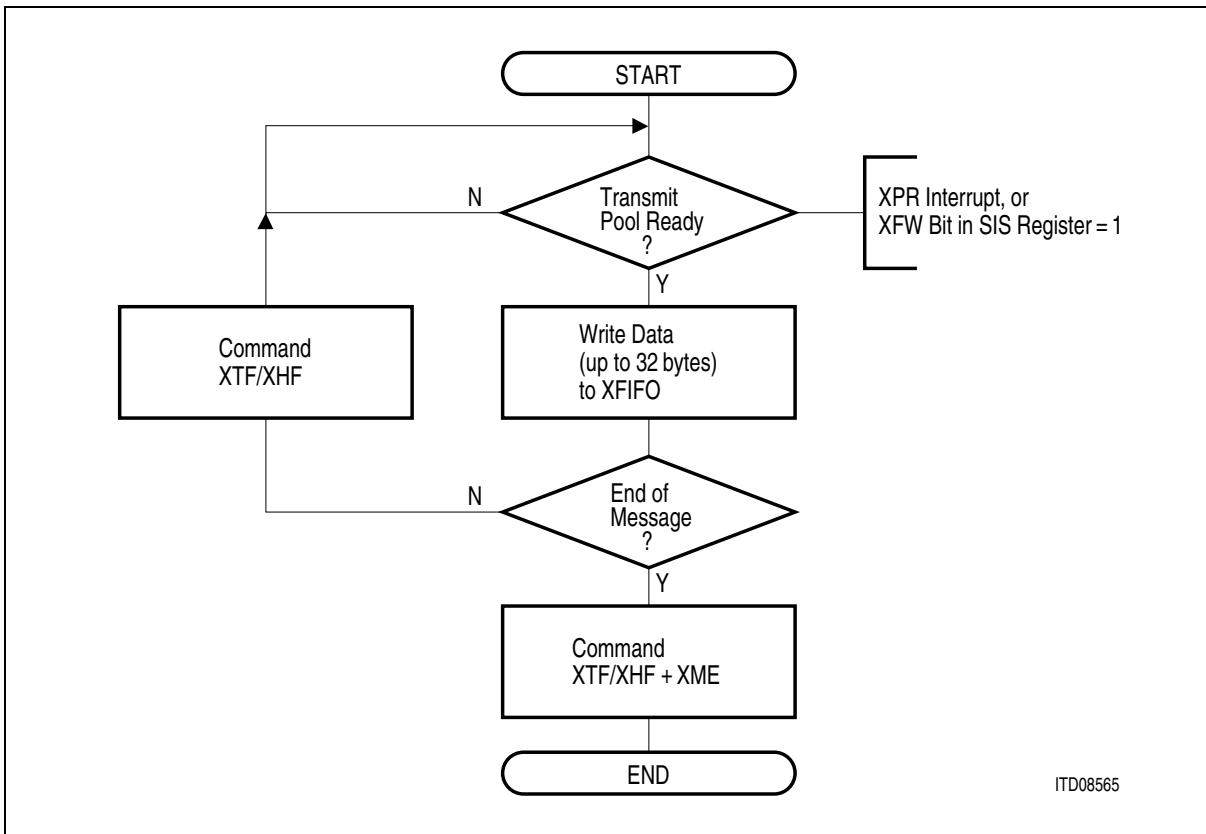 START
N
Transmit
Pool Ready
?
XPR Interrupt, or
XFW Bit in SIS Register = 1
Y
Command
XTF/XHF
Write Data
(up to 32 bytes)
to XFIFO
N
End of
Message
?
Y
Command
XTF/XHF + XME
END
ITD08565